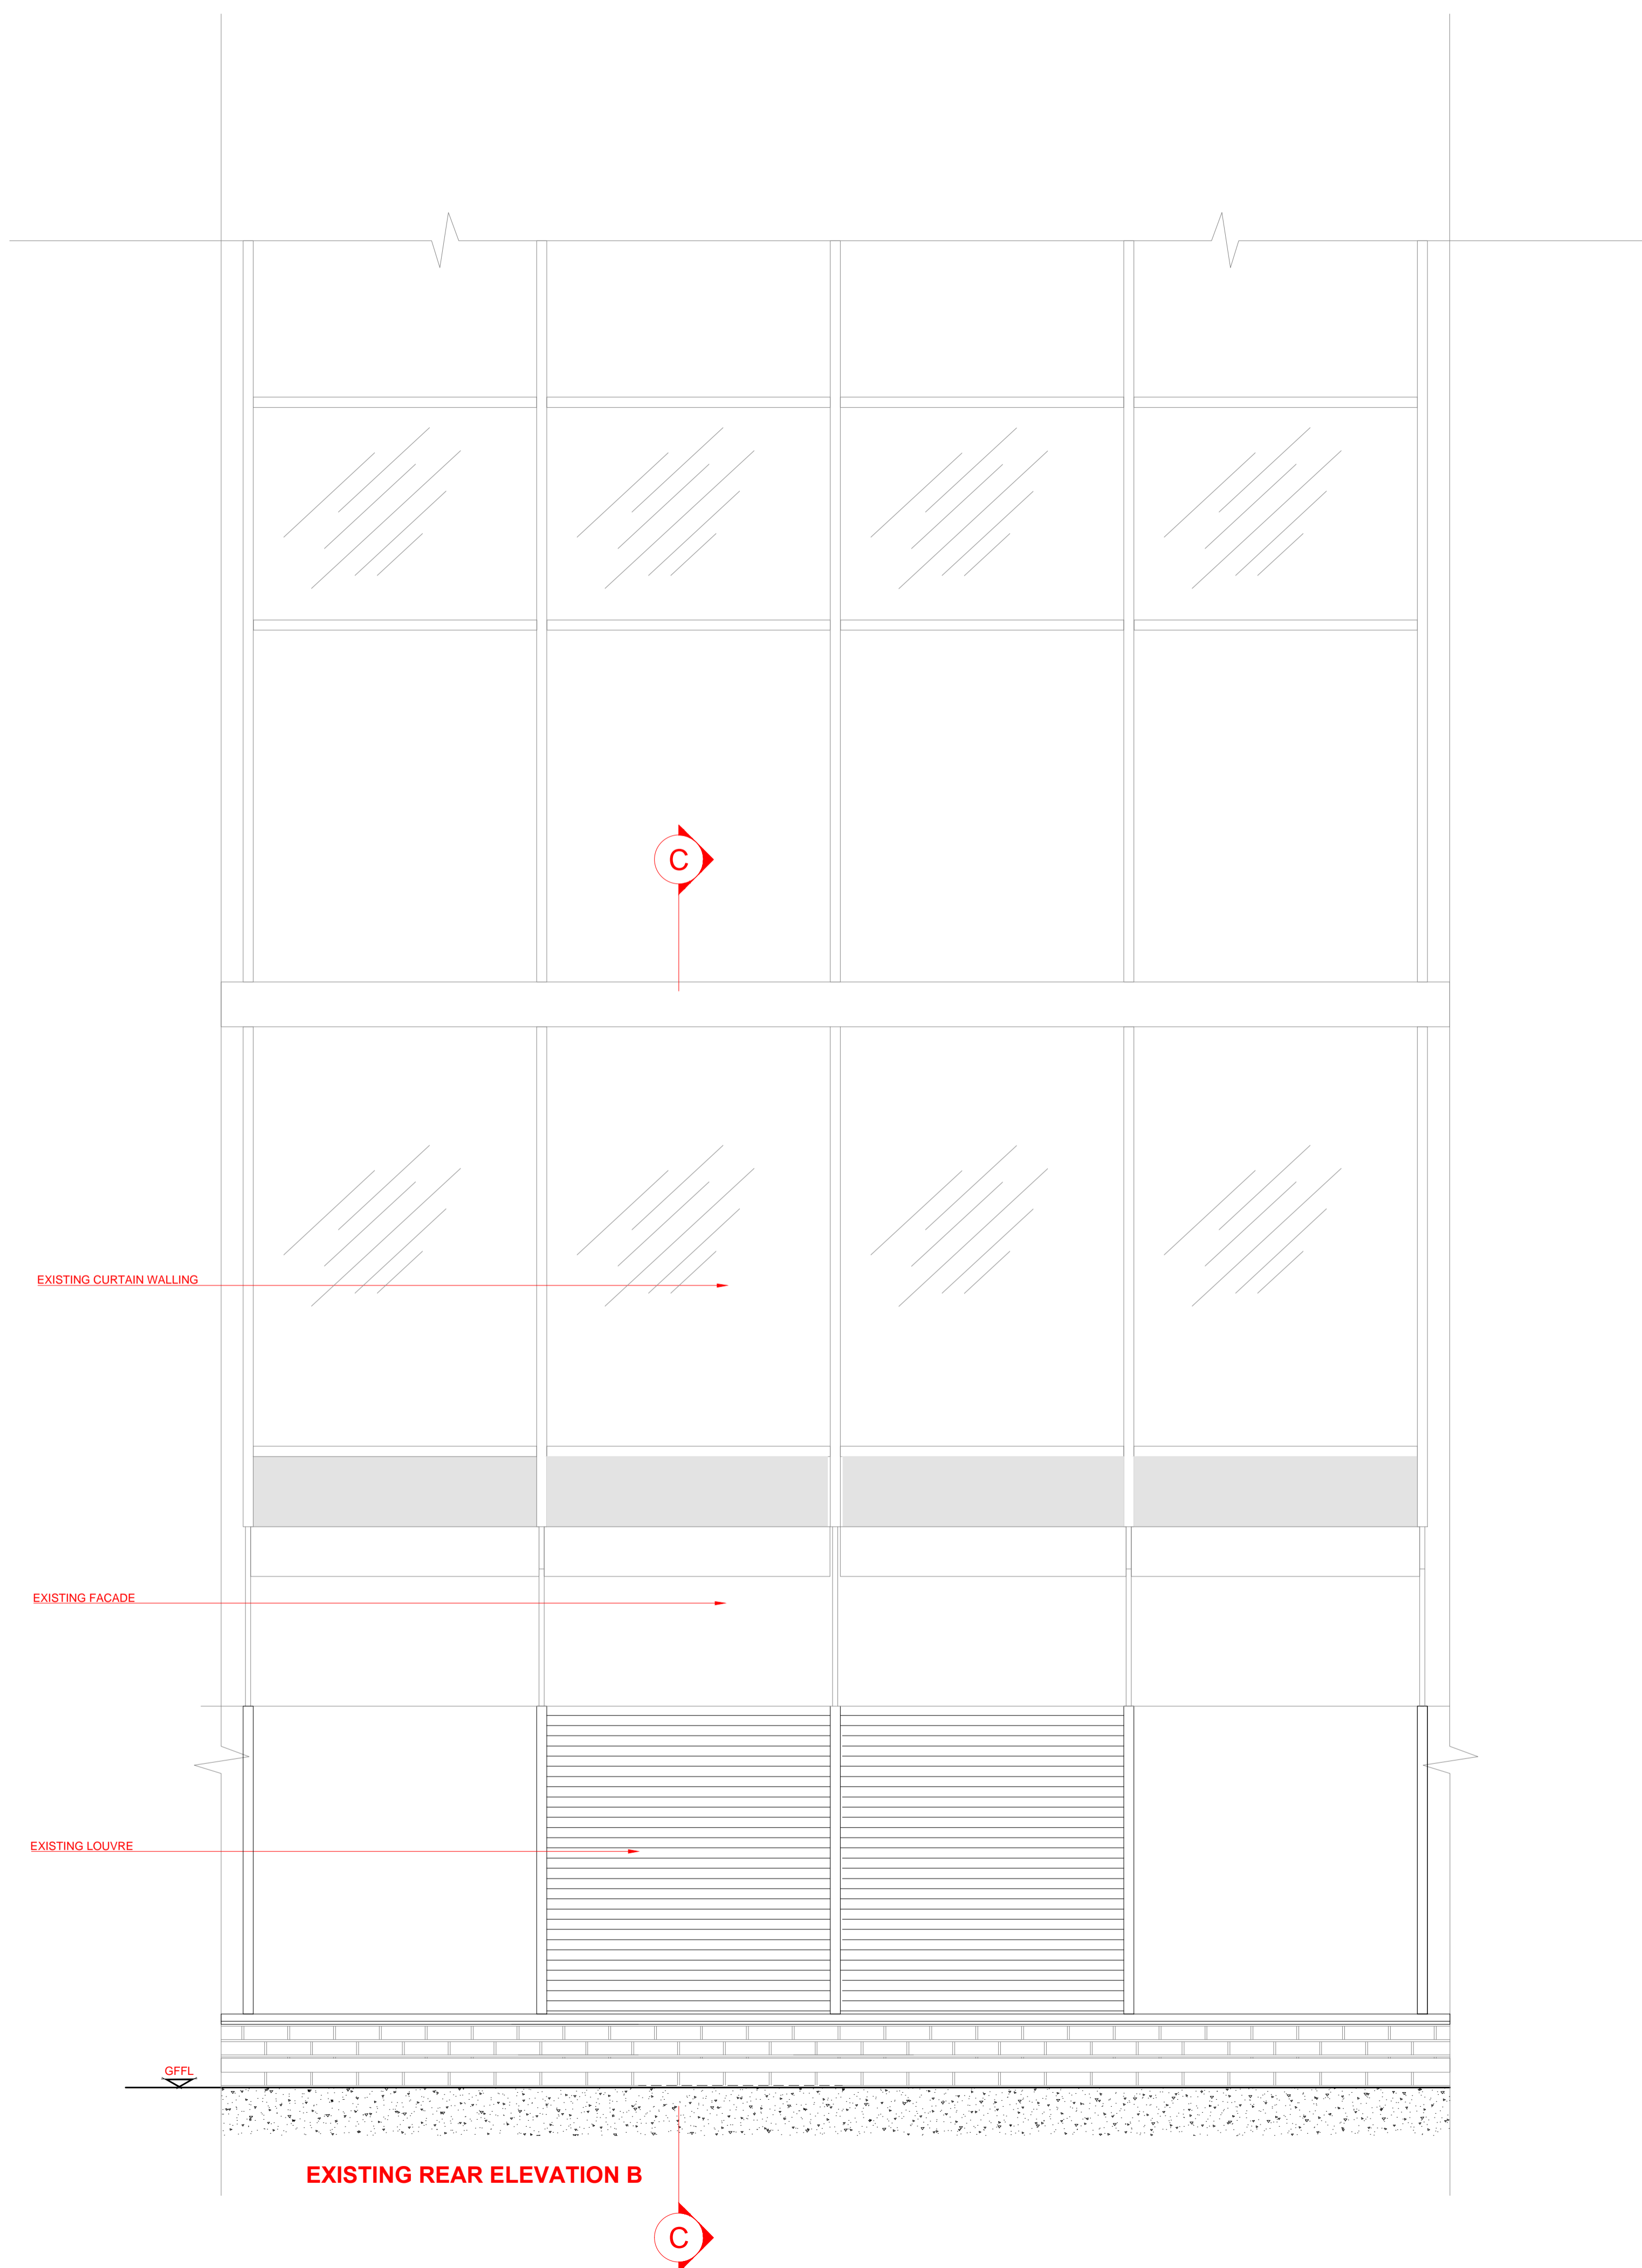 C
EXISTING CURTAIN WALLING
EXISTING FACADE
EXISTING LOUVRE
GFFL
EXISTING REAR ELEVATION B
C